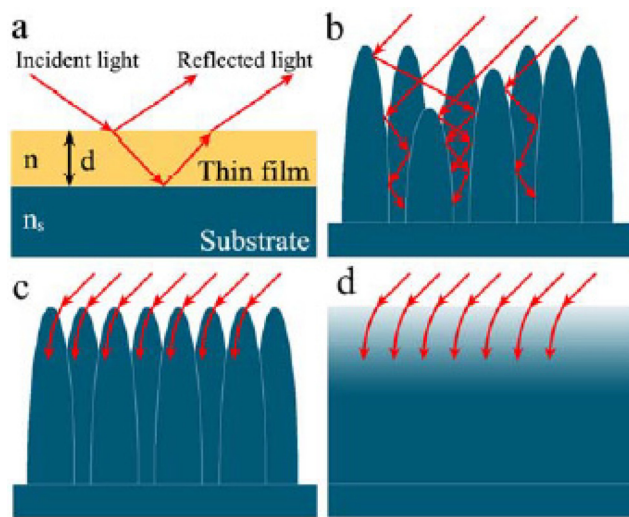 a
Incident light Reflected light
n d Thin film
nₛ
Substrate
b
c
d